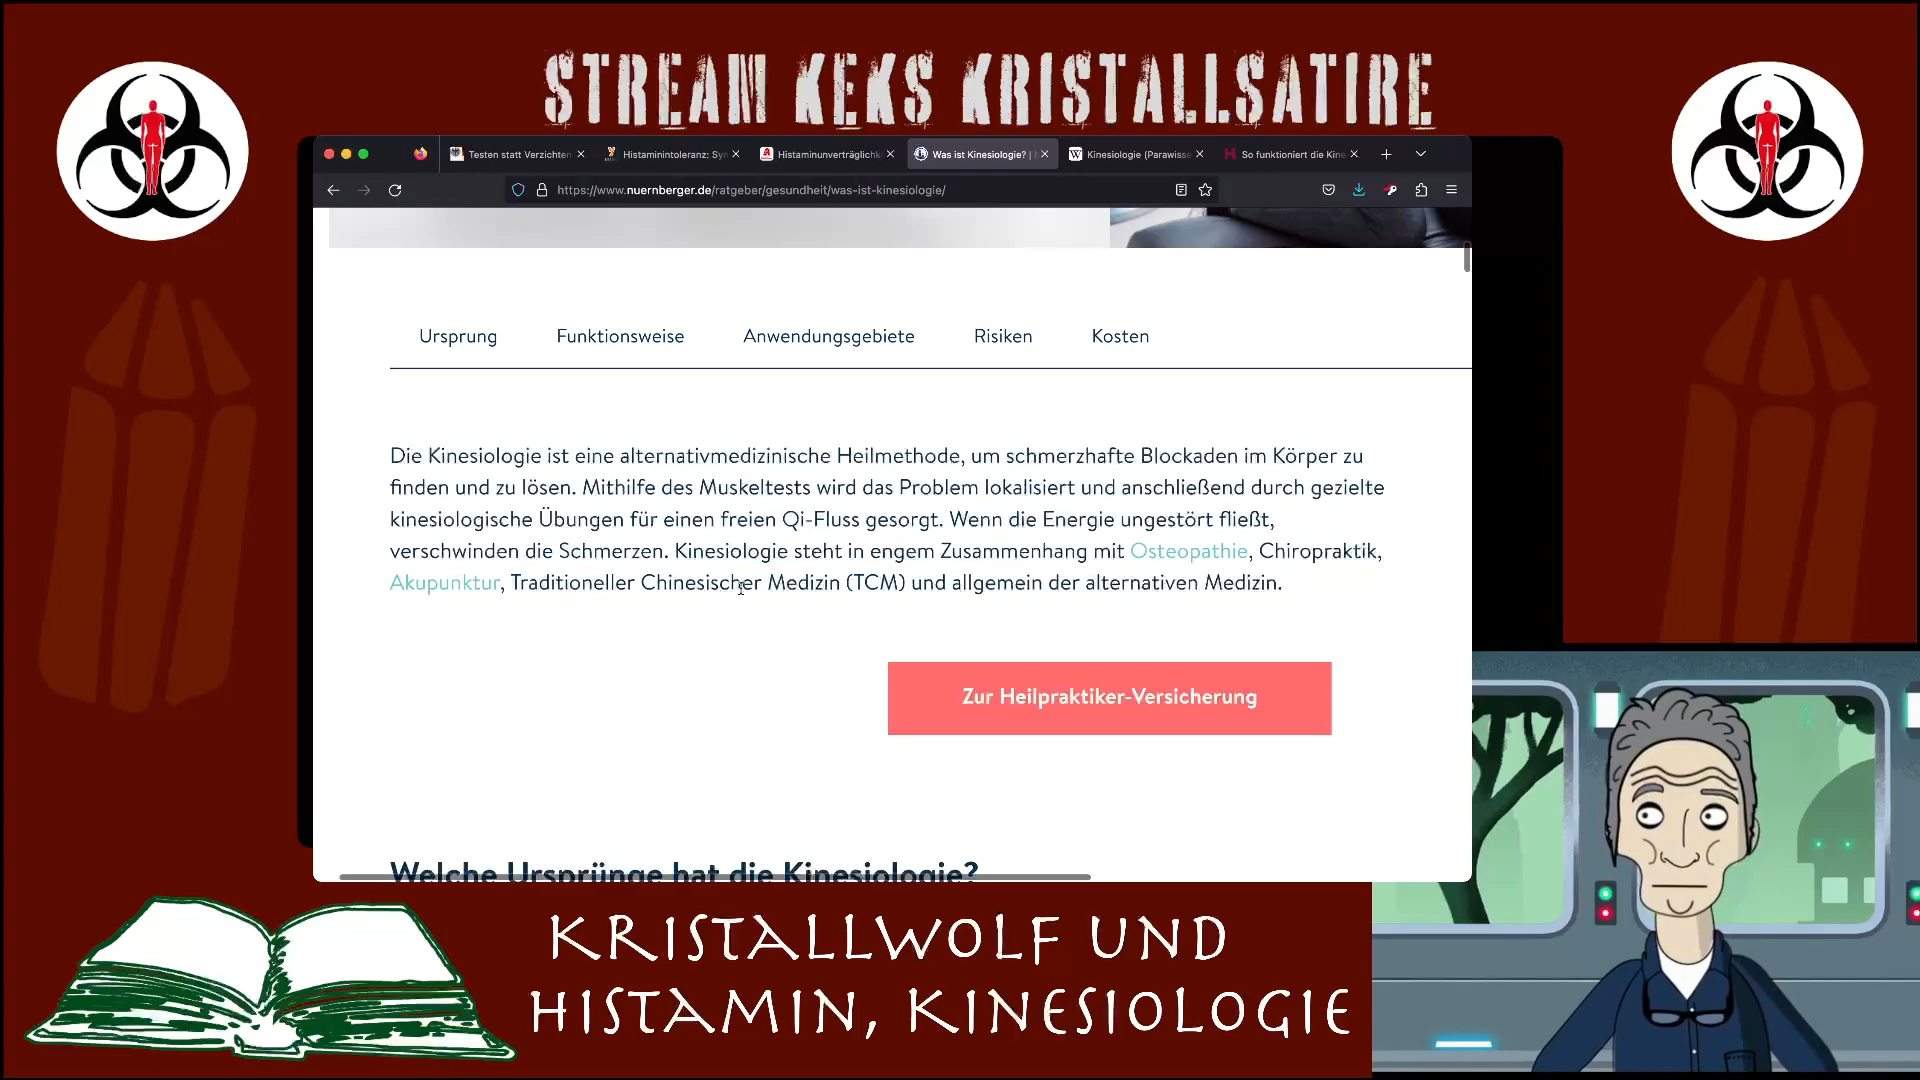 STREAM KEKS KRISTALLSATIRE
Testen statt Verzichten
Histaminintoleranz: Syn
Histaminunverträglichk
Was ist Kinesiologie? |
Kinesiologie (Parawisse
So funktioniert die Kine
https://www.nuernberger.de/ratgeber/gesundheit/was-ist-kinesiologie/
Ursprung Funktionsweise Anwendungsgebiete Risiken Kosten
Die Kinesiologie ist eine alternativmedizinische Heilmethode, um schmerzhafte Blockaden im Körper zu
finden und zu lösen. Mithilfe des Muskeltests wird das Problem lokalisiert und anschließend durch gezielte
kinesiologische Übungen für einen freien Qi-Fluss gesorgt. Wenn die Energie ungestört fließt,
verschwinden die Schmerzen. Kinesiologie steht in engem Zusammenhang mit Osteopathie, Chiropraktik,
Akupunktur, Traditioneller Chinesischer Medizin (TCM) und allgemein der alternativen Medizin.
Zur Heilpraktiker-Versicherung
Welche Ursprünge hat die Kinesiologie?
KRISTALLWOLF UND
HISTAMIN, KINESIOLOGIE